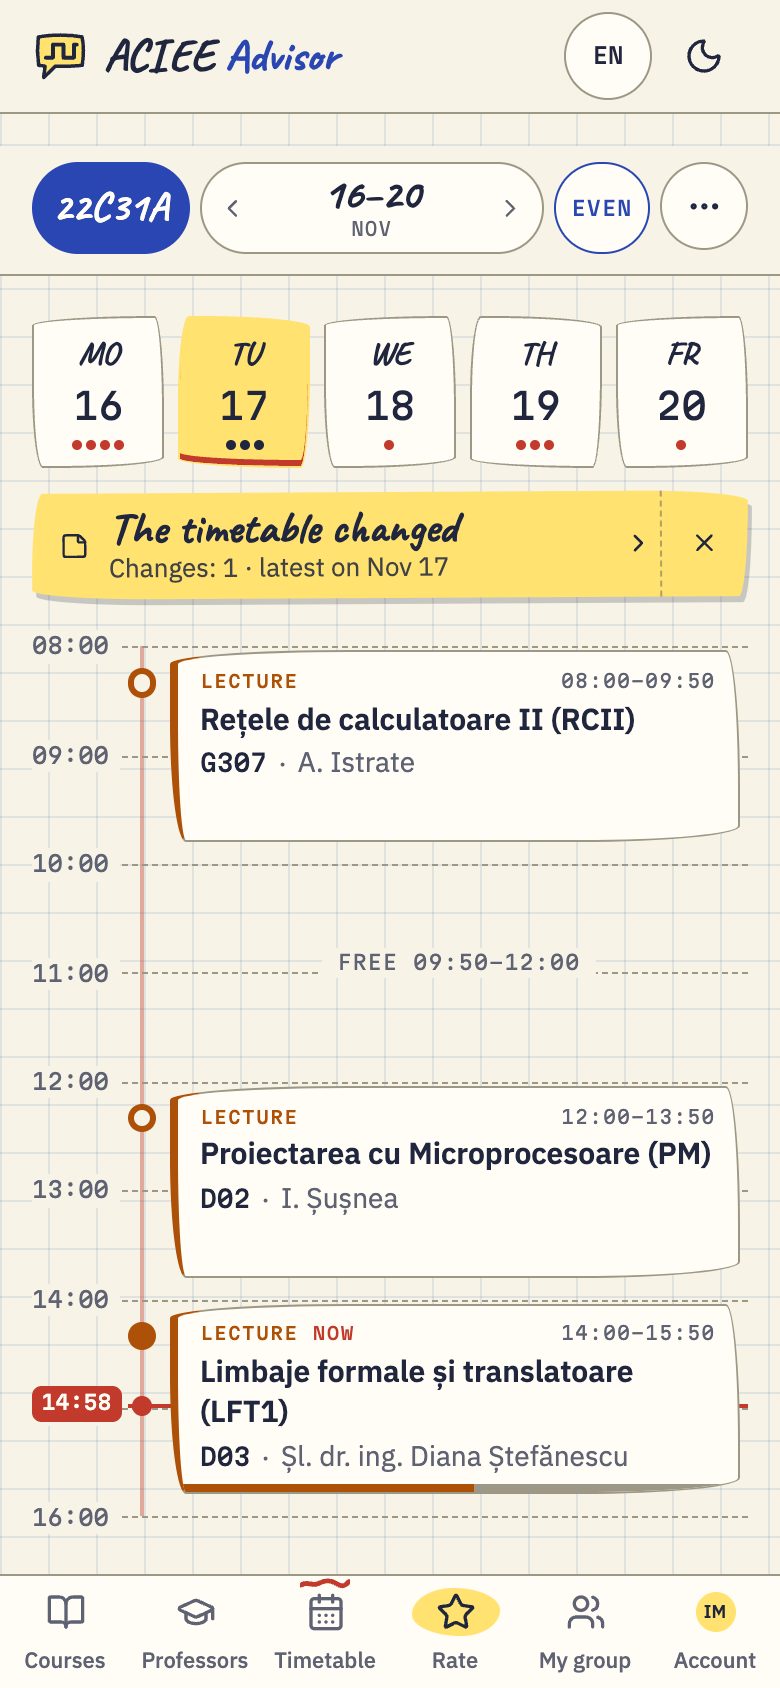 ACIEE Advisor
EN
22C31A
16–20
NOV
EVEN
MO
16
TU
17
WE
18
TH
19
FR
20
The timetable changed
Changes: 1 · latest on Nov 17
08:00
LECTURE
08:00–09:50
Rețele de calculatoare II (RCII)
09:00
G307 · A. Istrate
10:00
FREE 09:50–12:00
11:00
12:00
LECTURE
12:00–13:50
Proiectarea cu Microprocesoare (PM)
13:00
D02 · I. Șușnea
14:00
LECTURE NOW
14:00–15:50
Limbaje formale și translatoare
(LFT1)
14:58
D03 · Șl. dr. ing. Diana Ștefănescu
16:00
Courses
Professors
Timetable
Rate
My group
IM
Account